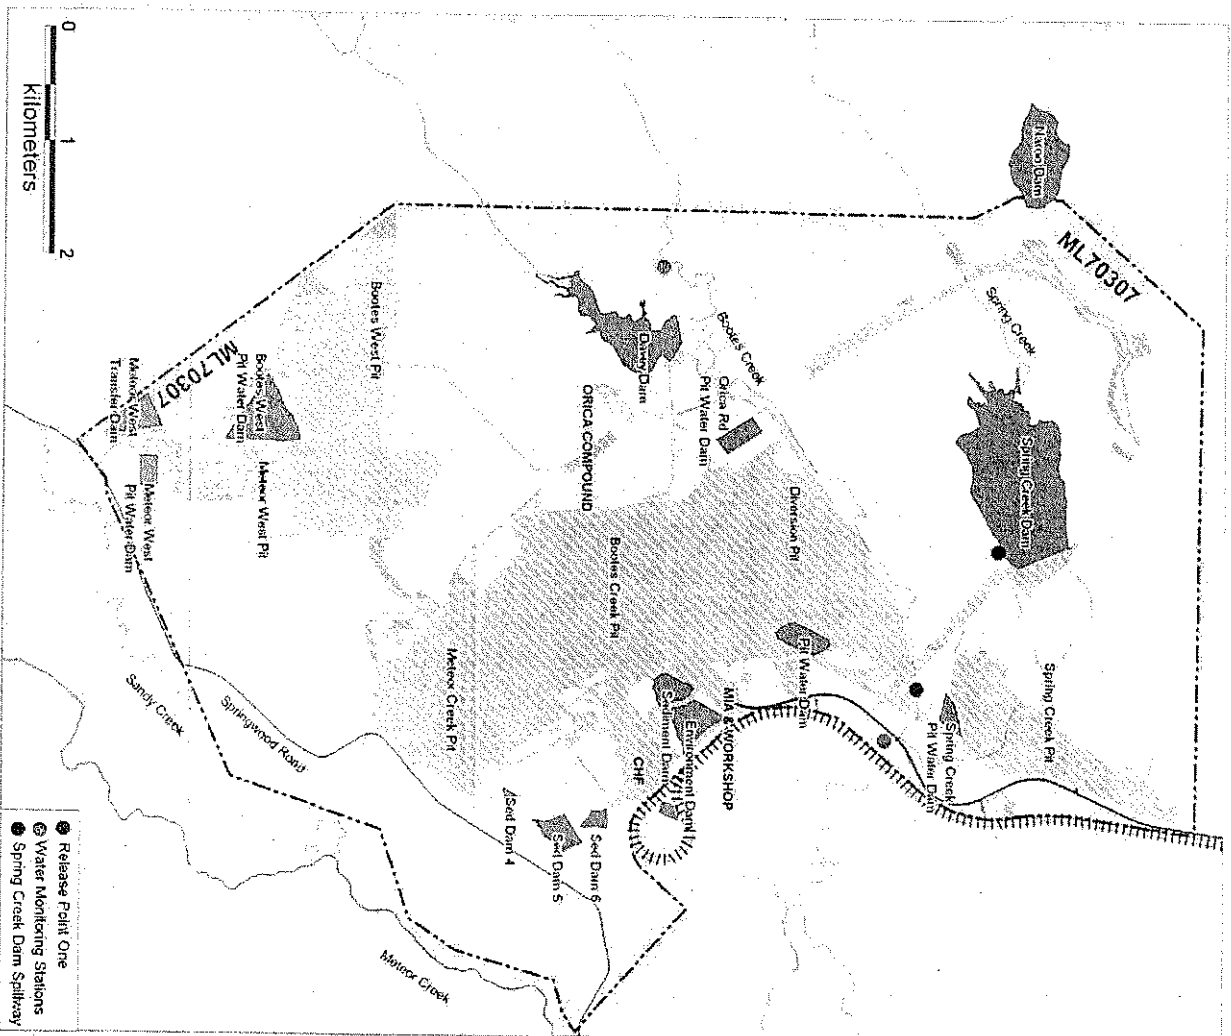 Naroo Dam
ML70307
Spring Creek
Spring Creek Dam
Spring Creek Pit
Spring Creek
Pit Water Dam
Bootes Creek
Orica Rd
Pit Water Dam
Diversion Pit
Pit Water Dam
MIA & WORKSHOP
Dam
ORICA COMPOUND
Bootes Creek Pit
Environment Dam
Sediment Dam
CHF
Sed Dam 6
Sed Dam 5
Sed Dam 4
Bootes West Pit
Meteor Creek Pit
Bootes West
Pit Water Dam
Meteor West Pit
ML70307
Meteor West
Transfer Dam
Meteor West
Pit Water Dam
Springwood Road
Sandy Creek
Meteor Creek
0 1 2
kilometers
Release Point One
Water Monitoring Stations
Spring Creek Dam Spillway